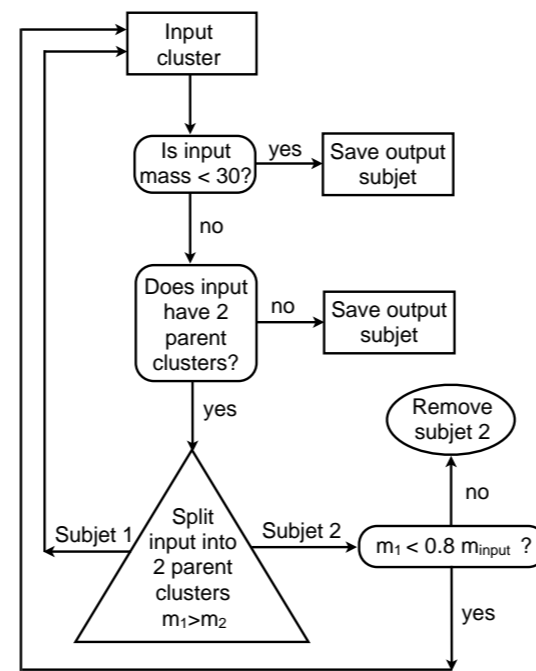 Input
cluster
Is input
mass < 30?
yes
Save output
subjet
no
Does input
have 2
parent
clusters?
no
Save output
subjet
yes
Remove
subjet 2
no
Subjet 1
Split
input into
2 parent
clusters
m₁>m₂
Subjet 2
m₁ < 0.8 mᵢₙₚᵤₜ ?
yes